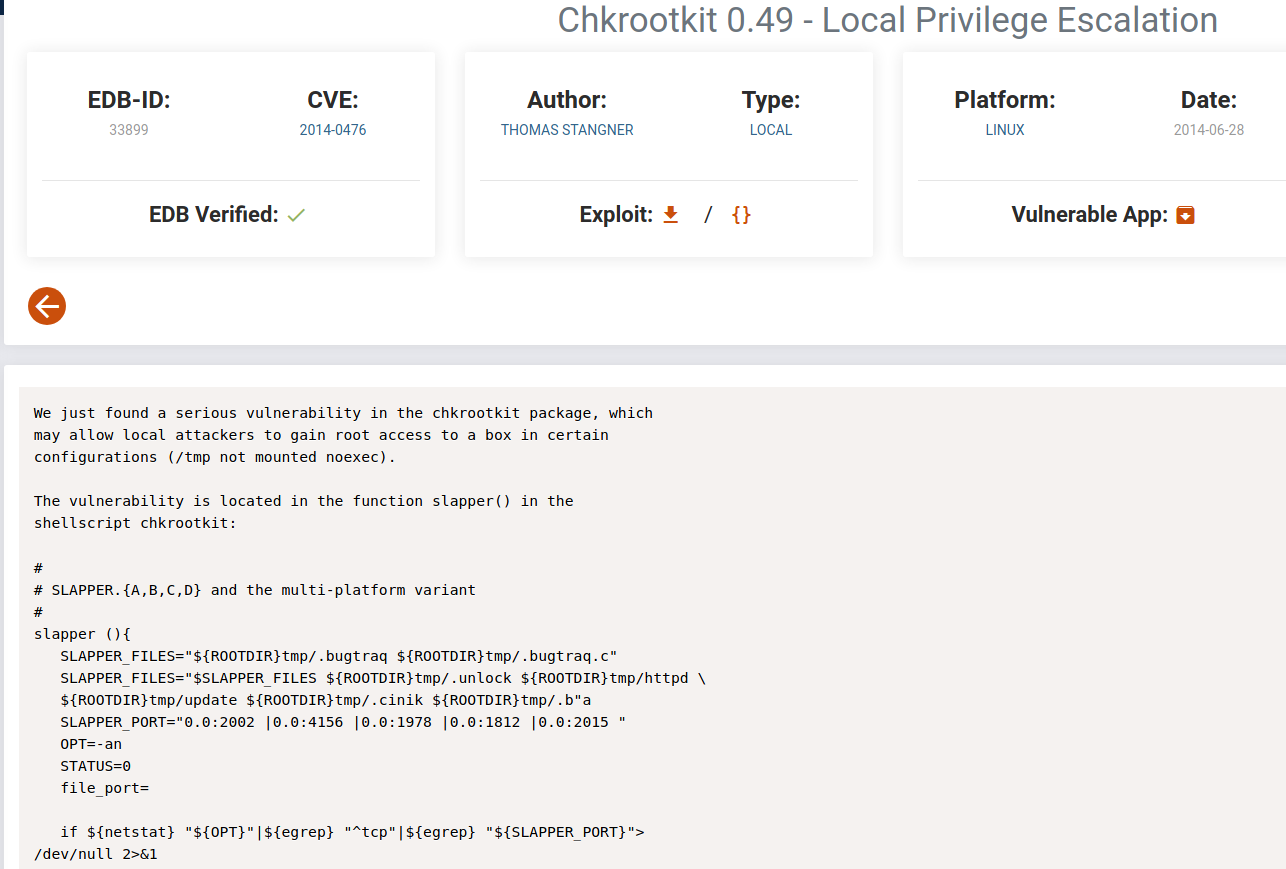 Chkrootkit 0.49 - Local Privilege Escalation
EDB-ID:
33899
CVE:
2014-0476
EDB Verified:
Author:
THOMAS STANGNER
Type:
LOCAL
Exploit: / {}
Platform:
LINUX
Date:
2014-06-28
Vulnerable App:
We just found a serious vulnerability in the chkrootkit package, which
may allow local attackers to gain root access to a box in certain
configurations (/tmp not mounted noexec).
The vulnerability is located in the function slapper() in the
shellscript chkrootkit:
#
# SLAPPER.{A,B,C,D} and the multi-platform variant
#
slapper (){
   SLAPPER_FILES="${ROOTDIR}tmp/.bugtraq ${ROOTDIR}tmp/.bugtraq.c"
   SLAPPER_FILES="$SLAPPER_FILES ${ROOTDIR}tmp/.unlock ${ROOTDIR}tmp/httpd \
   ${ROOTDIR}tmp/update ${ROOTDIR}tmp/.cinik ${ROOTDIR}tmp/.b"a
   SLAPPER_PORT="0.0:2002 |0.0:4156 |0.0:1978 |0.0:1812 |0.0:2015 "
   OPT=-an
   STATUS=0
   file_port=
   if ${netstat} "${OPT}"|${egrep} "^tcp"|${egrep} "${SLAPPER_PORT}">
/dev/null 2>&1